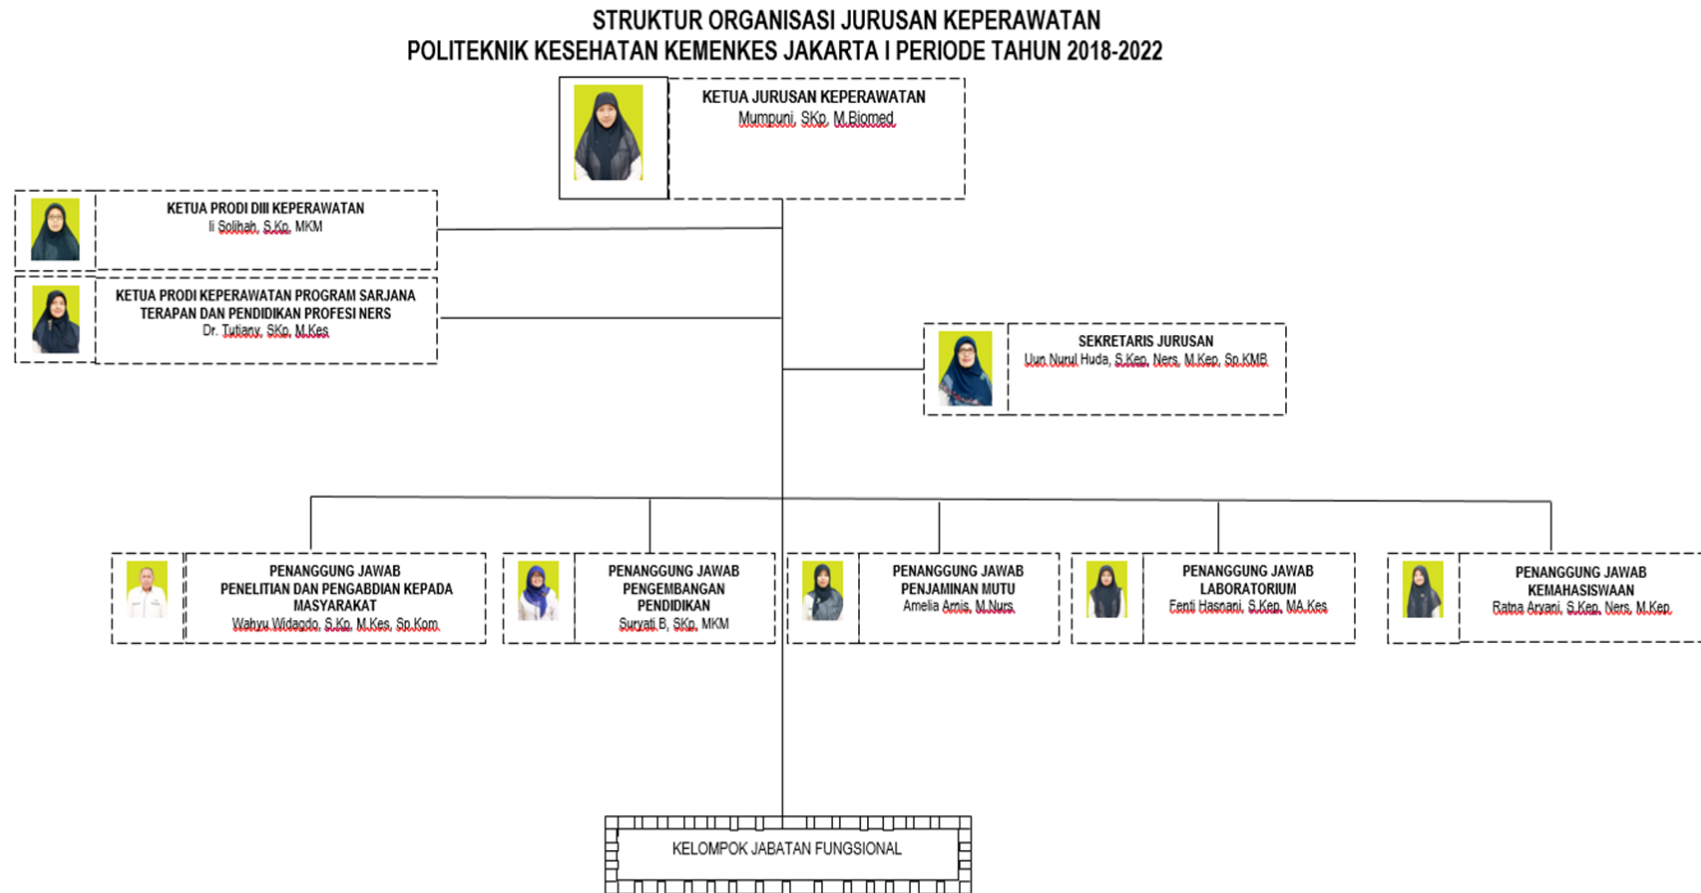 STRUKTUR ORGANISASI JURUSAN KEPERAWATAN
POLITEKNIK KESEHATAN KEMENKES JAKARTA I PERIODE TAHUN 2018-2022
KETUA JURUSAN KEPERAWATAN
Mumpuni, SKp, M.Biomed
KETUA PRODI DIII KEPERAWATAN
Ii Solihah, S.Kp, MKM
KETUA PRODI KEPERAWATAN PROGRAM SARJANA
TERAPAN DAN PENDIDIKAN PROFESI NERS
Dr. Tutiany, SKp, M.Kes
SEKRETARIS JURUSAN
Uun Nurul Huda, S.Kep, Ners, M.Kep, Sp.KMB
PENANGGUNG JAWAB
PENELITIAN DAN PENGABDIAN KEPADA
MASYARAKAT
Wahyu Widagdo, S.Kp, M.Kes, Sp.Kom
PENANGGUNG JAWAB
PENGEMBANGAN
PENDIDIKAN
Suryati B, SKp, MKM
PENANGGUNG JAWAB
PENJAMINAN MUTU
Amelia Arnis, M.Nurs
PENANGGUNG JAWAB
LABORATORIUM
Fenti Hasnani, S.Kep, MA.Kes
PENANGGUNG JAWAB
KEMAHASISWAAN
Ratna Aryani, S.Kep, Ners, M.Kep
KELOMPOK JABATAN FUNGSIONAL